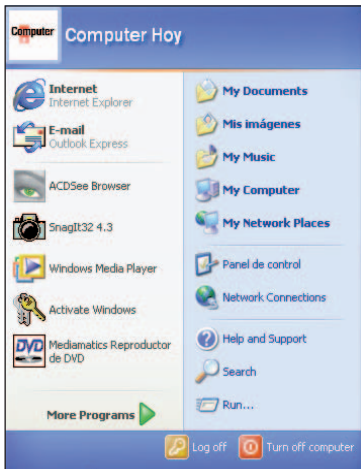 Computer
Computer Hoy
Internet
Internet Explorer
E-mail
Outlook Express
ACDSee Browser
SnagIt32 4.3
Windows Media Player
Activate Windows
DVD
Mediamatics Reproductor
de DVD
More Programs
My Documents
Mis imágenes
My Music
My Computer
My Network Places
Panel de control
Network Connections
Help and Support
Search
Run...
Log off
Turn off computer